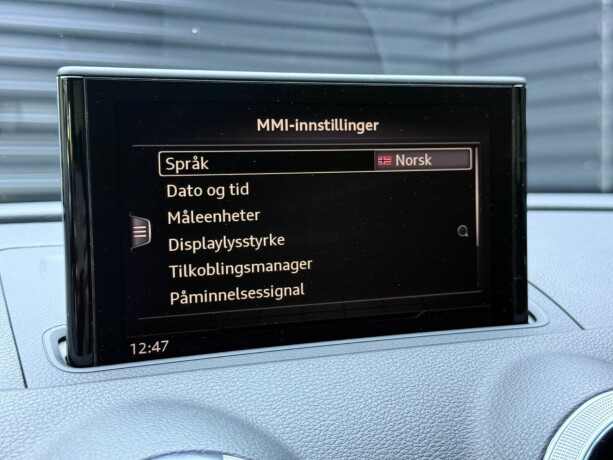 MMI-innstillinger
Språk Norsk
Dato og tid
Måleenheter
Displaylysstyrke
Tilkoblingsmanager
Påminnelsessignal
12:47